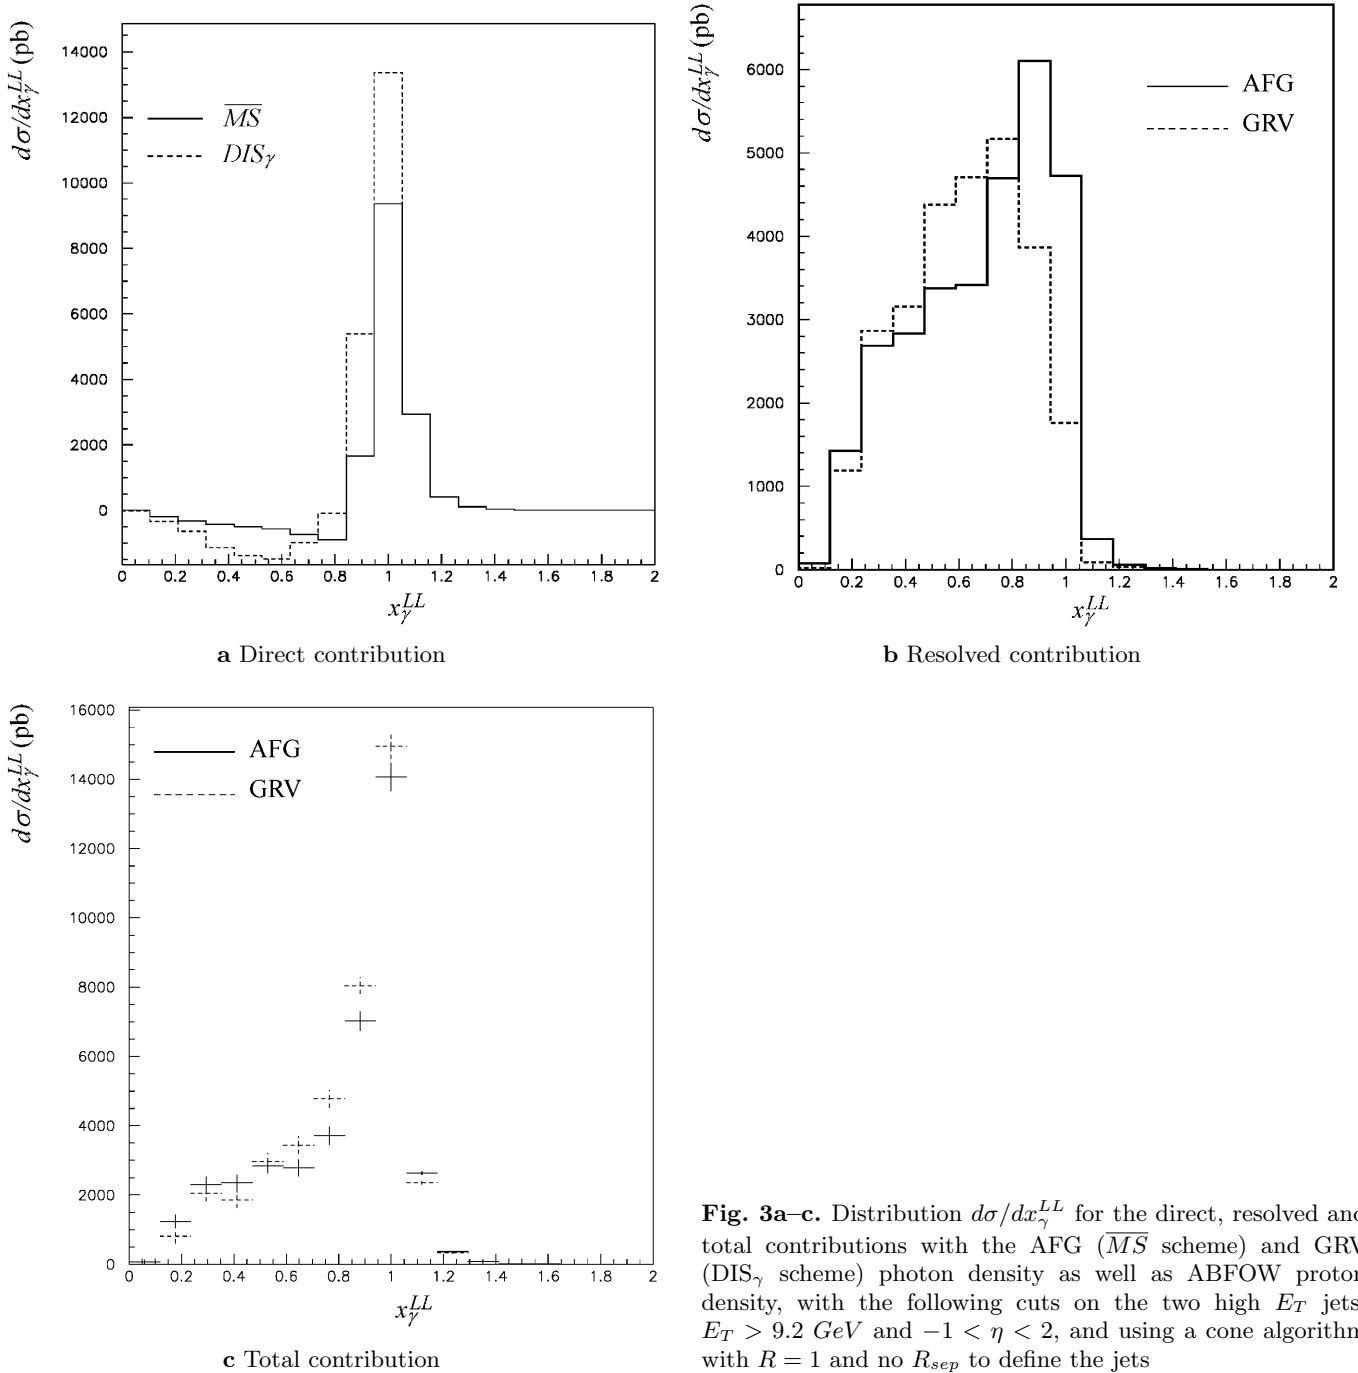 dσ/dx_γ^{LL} (pb)
14000
12000
10000
8000
6000
4000
2000
0
\overline{MS}
DIS_γ
0 0.2 0.4 0.6 0.8 1 1.2 1.4 1.6 1.8 2
x_γ^{LL}
a Direct contribution
dσ/dx_γ^{LL} (pb)
6000
5000
4000
3000
2000
1000
0
AFG
GRV
0 0.2 0.4 0.6 0.8 1 1.2 1.4 1.6 1.8 2
x_γ^{LL}
b Resolved contribution
dσ/dx_γ^{LL} (pb)
16000
14000
12000
10000
8000
6000
4000
2000
0
AFG
GRV
0 0.2 0.4 0.6 0.8 1 1.2 1.4 1.6 1.8 2
x_γ^{LL}
c Total contribution
Fig. 3a–c. Distribution dσ/dx_γ^{LL} for the direct, resolved and
total contributions with the AFG (\overline{MS} scheme) and GRV
(DIS_γ scheme) photon density as well as ABFOW proton
density, with the following cuts on the two high E_T jets
E_T > 9.2 GeV and −1 < η < 2, and using a cone algorithm
with R = 1 and no R_{sep} to define the jets